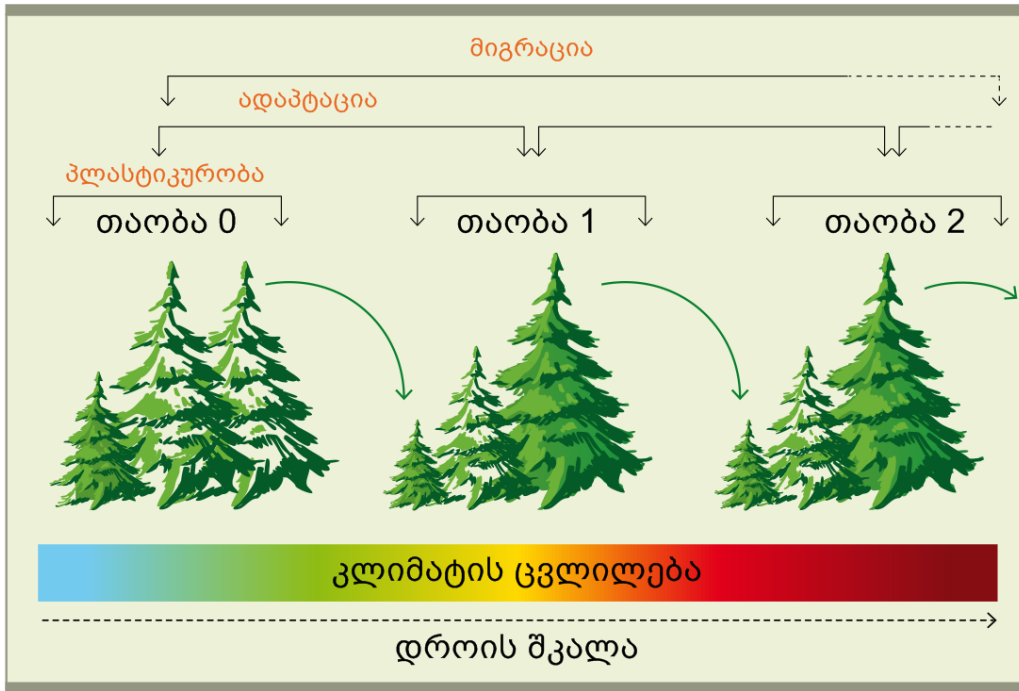 მიგრაცია
ადაპტაცია
პლასტიკურობა
თაობა 0
თაობა 1
თაობა 2
კლიმატის ცვლილება
დროის შკალა